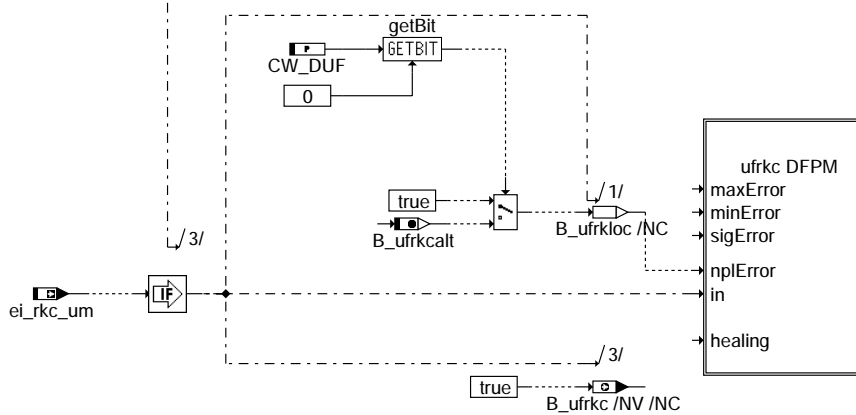 getBit
P
GETBIT
CW_DUF
0
ufrkc DFPM
true
/1/
maxError
minError
B_ufrkcalt
B_ufrkloc /NC
sigError
/3/
nplError
ei_rkc_um
IF
in
healing
/3/
true
B_ufrkc /NV /NC